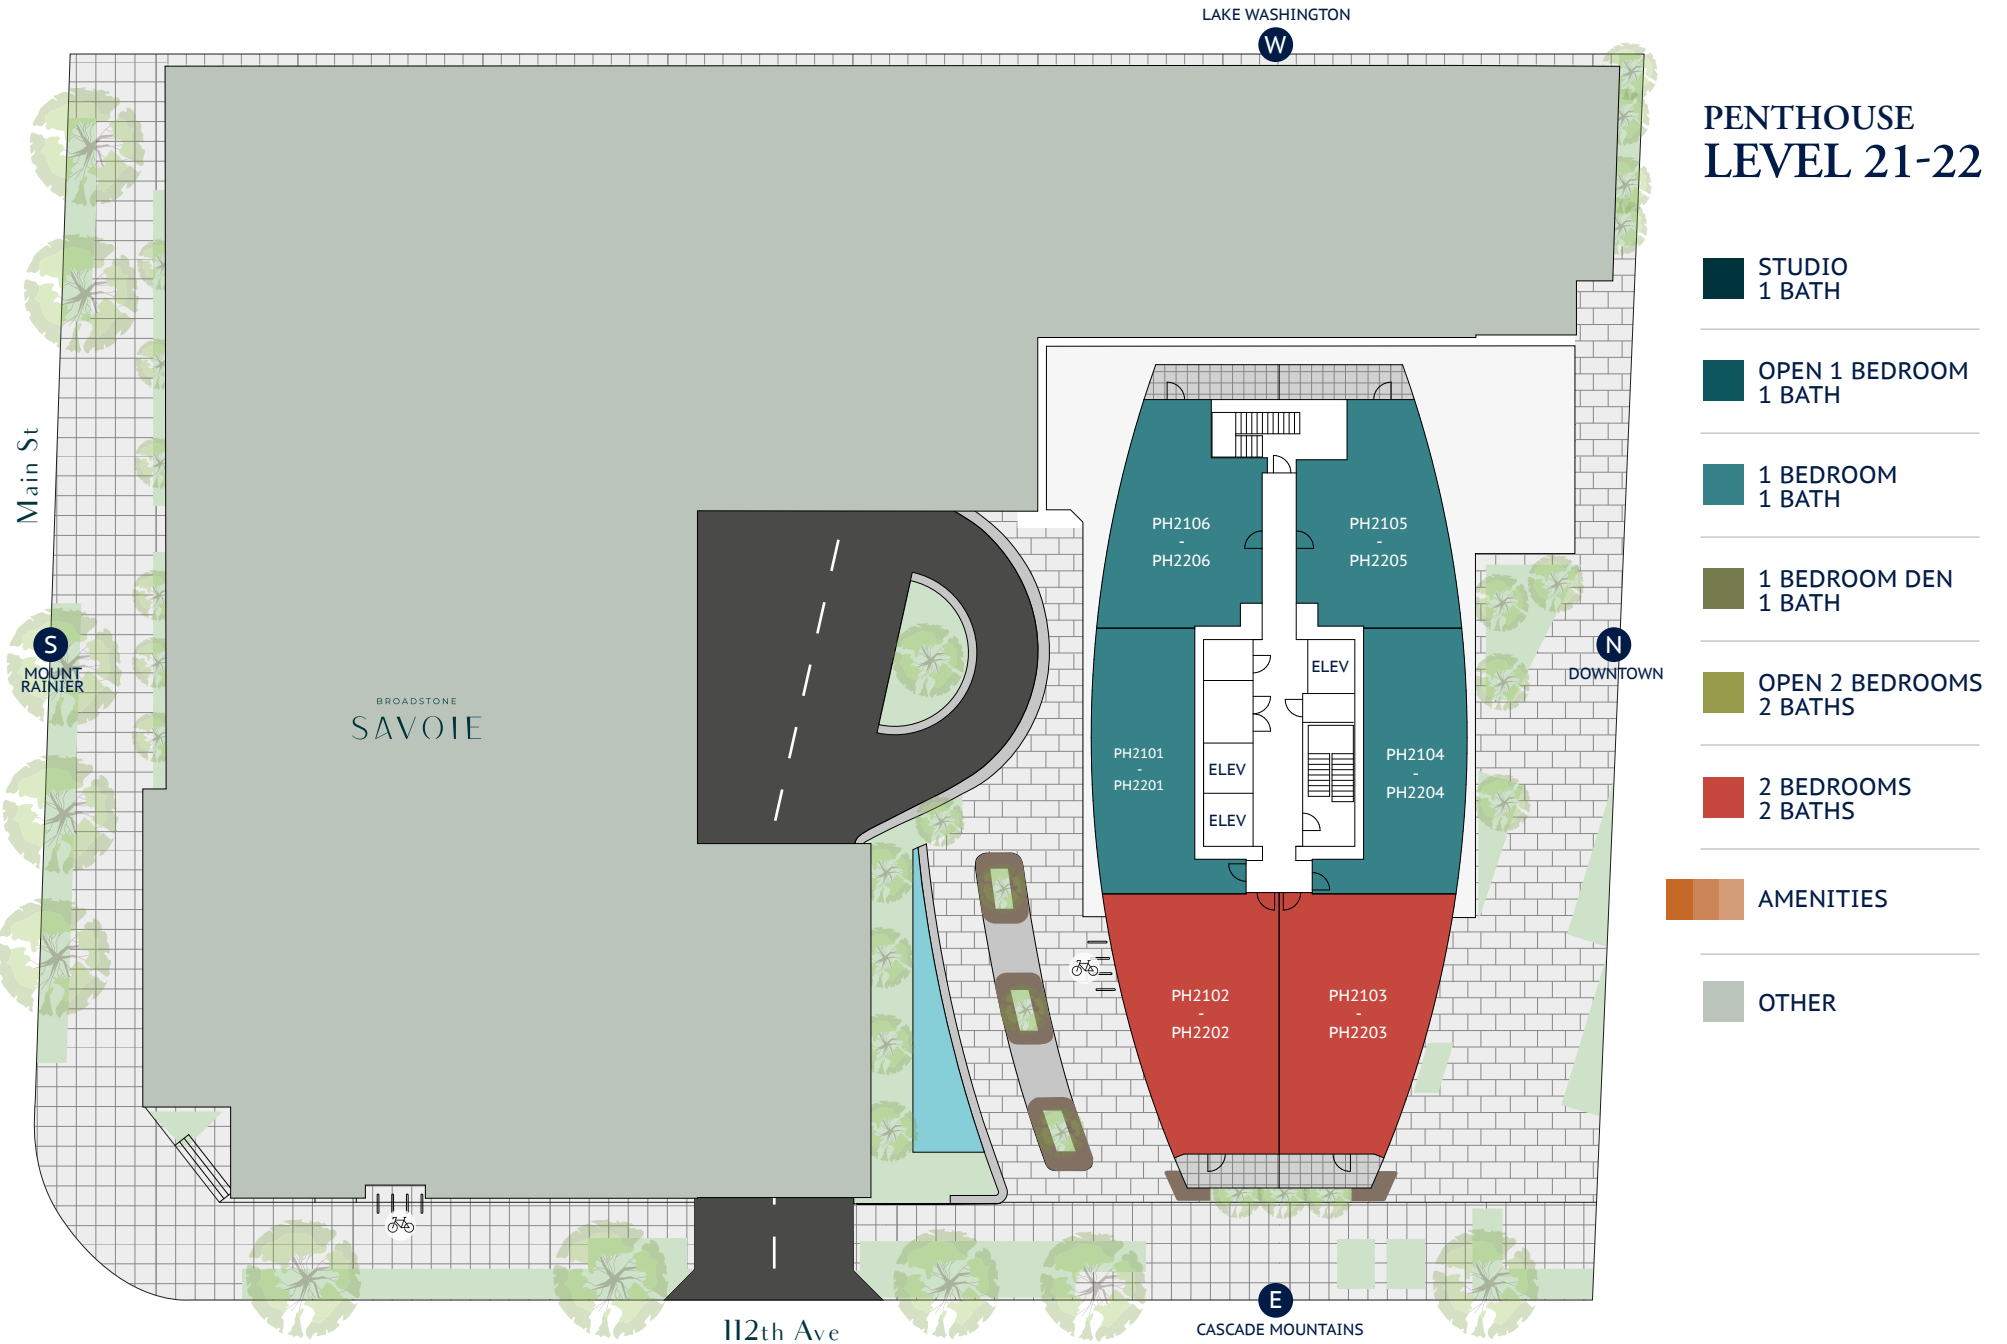 LAKE WASHINGTON
W
PENTHOUSE
LEVEL 21-22
STUDIO
1 BATH
OPEN 1 BEDROOM
1 BATH
1 BEDROOM
1 BATH
1 BEDROOM DEN
1 BATH
OPEN 2 BEDROOMS
2 BATHS
2 BEDROOMS
2 BATHS
AMENITIES
OTHER
Main St
S
MOUNT
RAINIER
N
DOWNTOWN
BROADSTONE
SAVOIE
PH2106
-
PH2206
PH2105
-
PH2205
ELEV
PH2101
-
PH2201
ELEV
ELEV
PH2104
-
PH2204
PH2102
-
PH2202
PH2103
-
PH2203
E
CASCADE MOUNTAINS
112th Ave